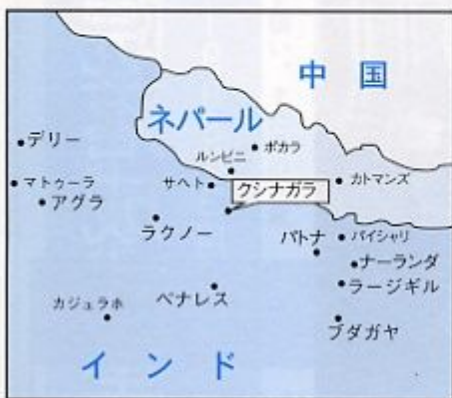 中国
ネパール
デリー
ポカラ
ルンビニ
マトゥーラ
サヘト
クシナガラ
カトマンズ
アグラ
ラクノー
パトナ
バイシャリ
ナーランダ
ラージギル
カジュラホ
ベナレス
ブダガヤ
インド